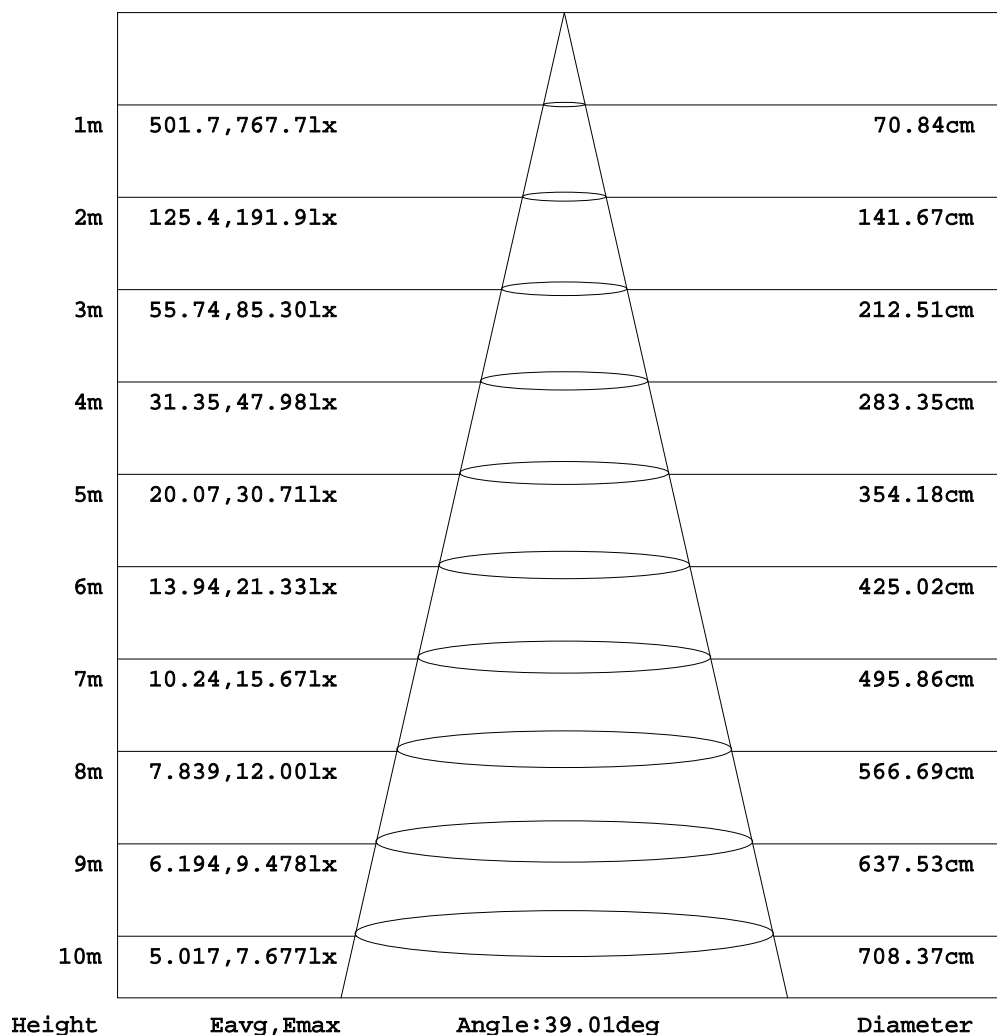 1m 501.7,767.7lx 70.84cm
2m 125.4,191.9lx 141.67cm
3m 55.74,85.30lx 212.51cm
4m 31.35,47.98lx 283.35cm
5m 20.07,30.71lx 354.18cm
6m 13.94,21.33lx 425.02cm
7m 10.24,15.67lx 495.86cm
8m 7.839,12.00lx 566.69cm
9m 6.194,9.478lx 637.53cm
10m 5.017,7.677lx 708.37cm
Height Eavg,Emax Angle:39.01deg Diameter